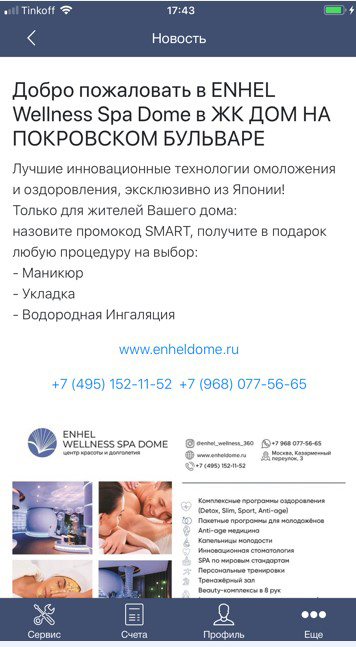 Tinkoff 17:43
Новость
Добро пожаловать в ENHEL
Wellness Spa Dome в ЖК ДОМ НА
ПОКРОВСКОМ БУЛЬВАРЕ
Лучшие инновационные технологии омоложения
и оздоровления, эксклюзивно из Японии!
Только для жителей Вашего дома:
назовите промокод SMART, получите в подарок
любую процедуру на выбор:
- Маникюр
- Укладка
- Водородная Ингаляция
www.enheldome.ru
+7 (495) 152-11-52 +7 (968) 077-56-65
ENHEL
WELLNESS SPA DOME
центр красоты и долголетия
@enhel_wellness_360 +7 968 077-56-65
www.enheldome.ru Москва, Казарменный
переулок, 3
+7 (495) 152-11-52
Комплексные программы оздоровления
(Detox, Slim, Sport, Anti-age)
Пакетные программы для молодожёнов
Anti-age медицина
Капельницы молодости
Инновационная стоматология
SPA по мировым стандартам
Персональные тренировки
Тренажёрный зал
Beauty-комплексы в 8 рук
Сервис Счета Профиль Еще